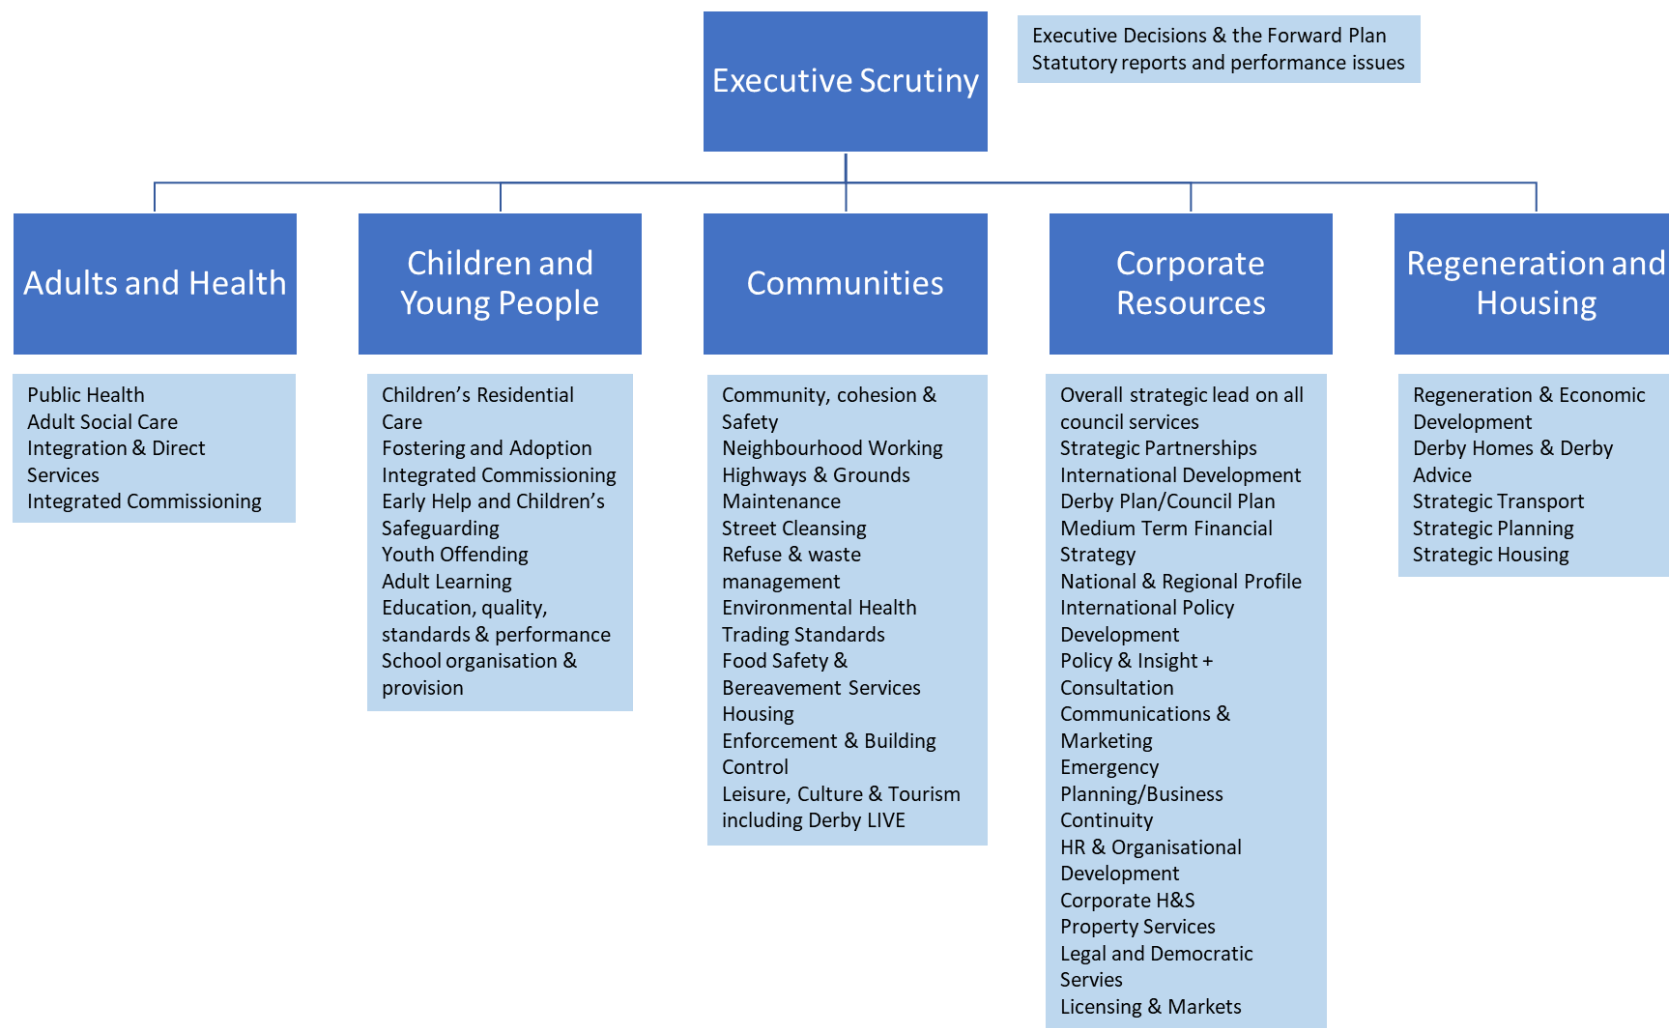 Executive Scrutiny
Executive Decisions & the Forward Plan
Statutory reports and performance issues
Adults and Health
Public Health
Adult Social Care
Integration & Direct
Services
Integrated Commissioning
Children and
Young People
Children’s Residential
Care
Fostering and Adoption
Integrated Commissioning
Early Help and Children’s
Safeguarding
Youth Offending
Adult Learning
Education, quality,
standards & performance
School organisation &
provision
Communities
Community, cohesion &
Safety
Neighbourhood Working
Highways & Grounds
Maintenance
Street Cleansing
Refuse & waste
management
Environmental Health
Trading Standards
Food Safety &
Bereavement Services
Housing
Enforcement & Building
Control
Leisure, Culture & Tourism
including Derby LIVE
Corporate
Resources
Overall strategic lead on all
council services
Strategic Partnerships
International Development
Derby Plan/Council Plan
Medium Term Financial
Strategy
National & Regional Profile
International Policy
Development
Policy & Insight +
Consultation
Communications &
Marketing
Emergency
Planning/Business
Continuity
HR & Organisational
Development
Corporate H&S
Property Services
Legal and Democratic
Servies
Licensing & Markets
Regeneration and
Housing
Regeneration & Economic
Development
Derby Homes & Derby
Advice
Strategic Transport
Strategic Planning
Strategic Housing